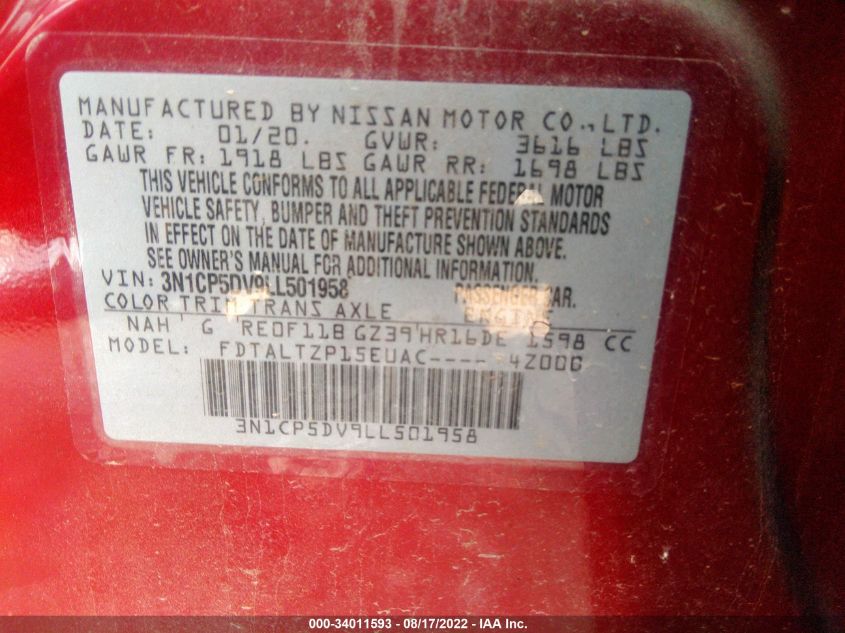 MANUFACTURED BY NISSAN MOTOR CO., LTD.
DATE: 01/20. GVWR: 3616 LBS
GAWR FR: 1918 LBS GAWR RR: 1698 LBS
THIS VEHICLE CONFORMS TO ALL APPLICABLE FEDERAL MOTOR
VEHICLE SAFETY, BUMPER AND THEFT PREVENTION STANDARDS
IN EFFECT ON THE DATE OF MANUFACTURE SHOWN ABOVE.
SEE OWNER'S MANUAL FOR ADDITIONAL INFORMATION.
VIN: 3N1CP5DV9LL501958 PASSENGER CAR.
COLOR TRIM TRANS AXLE ENGINE
NAH G RE0F11B GZ39 HR16DE 1598 CC
MODEL: FDTALTZP15EUAC---- 4Z00G
3N1CP5DV9LL501958
000-34011593 - 08/17/2022 - IAA Inc.